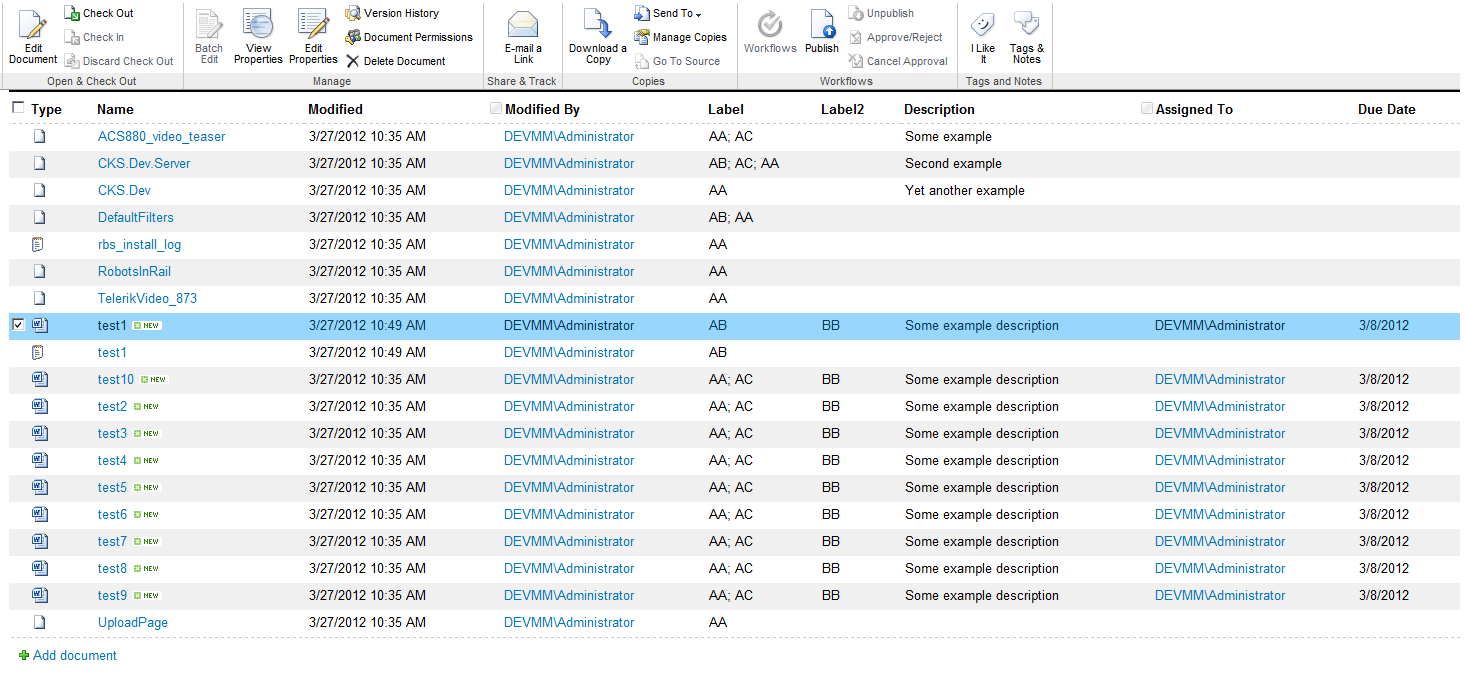 Edit Document
Check Out
Check In
Discard Check Out
Open & Check Out
Batch Edit
View Properties
Edit Properties
Version History
Document Permissions
Delete Document
Manage
E-mail a Link
Share & Track
Download a Copy
Send To
Manage Copies
Go To Source
Copies
Workflows
Publish
Unpublish
Approve/Reject
Cancel Approval
Workflows
I Like It
Tags & Notes
Tags and Notes
Type Name Modified Modified By Label Label2 Description Assigned To Due Date
ACS880_video_teaser 3/27/2012 10:35 AM DEVMM\Administrator AA; AC Some example
CKS.Dev.Server 3/27/2012 10:35 AM DEVMM\Administrator AB; AC; AA Second example
CKS.Dev 3/27/2012 10:35 AM DEVMM\Administrator AA Yet another example
DefaultFilters 3/27/2012 10:35 AM DEVMM\Administrator AB; AA
rbs_install_log 3/27/2012 10:35 AM DEVMM\Administrator AA
RobotsInRail 3/27/2012 10:35 AM DEVMM\Administrator AA
TelerikVideo_873 3/27/2012 10:35 AM DEVMM\Administrator AA
test1 NEW 3/27/2012 10:49 AM DEVMM\Administrator AB BB Some example description DEVMM\Administrator 3/8/2012
test1 3/27/2012 10:49 AM DEVMM\Administrator AB
test10 NEW 3/27/2012 10:35 AM DEVMM\Administrator AA; AC BB Some example description DEVMM\Administrator 3/8/2012
test2 NEW 3/27/2012 10:35 AM DEVMM\Administrator AA; AC BB Some example description DEVMM\Administrator 3/8/2012
test3 NEW 3/27/2012 10:35 AM DEVMM\Administrator AA; AC BB Some example description DEVMM\Administrator 3/8/2012
test4 NEW 3/27/2012 10:35 AM DEVMM\Administrator AA; AC BB Some example description DEVMM\Administrator 3/8/2012
test5 NEW 3/27/2012 10:35 AM DEVMM\Administrator AA; AC BB Some example description DEVMM\Administrator 3/8/2012
test6 NEW 3/27/2012 10:35 AM DEVMM\Administrator AA; AC BB Some example description DEVMM\Administrator 3/8/2012
test7 NEW 3/27/2012 10:35 AM DEVMM\Administrator AA; AC BB Some example description DEVMM\Administrator 3/8/2012
test8 NEW 3/27/2012 10:35 AM DEVMM\Administrator AA; AC BB Some example description DEVMM\Administrator 3/8/2012
test9 NEW 3/27/2012 10:35 AM DEVMM\Administrator AA; AC BB Some example description DEVMM\Administrator 3/8/2012
UploadPage 3/27/2012 10:35 AM DEVMM\Administrator AA
Add document